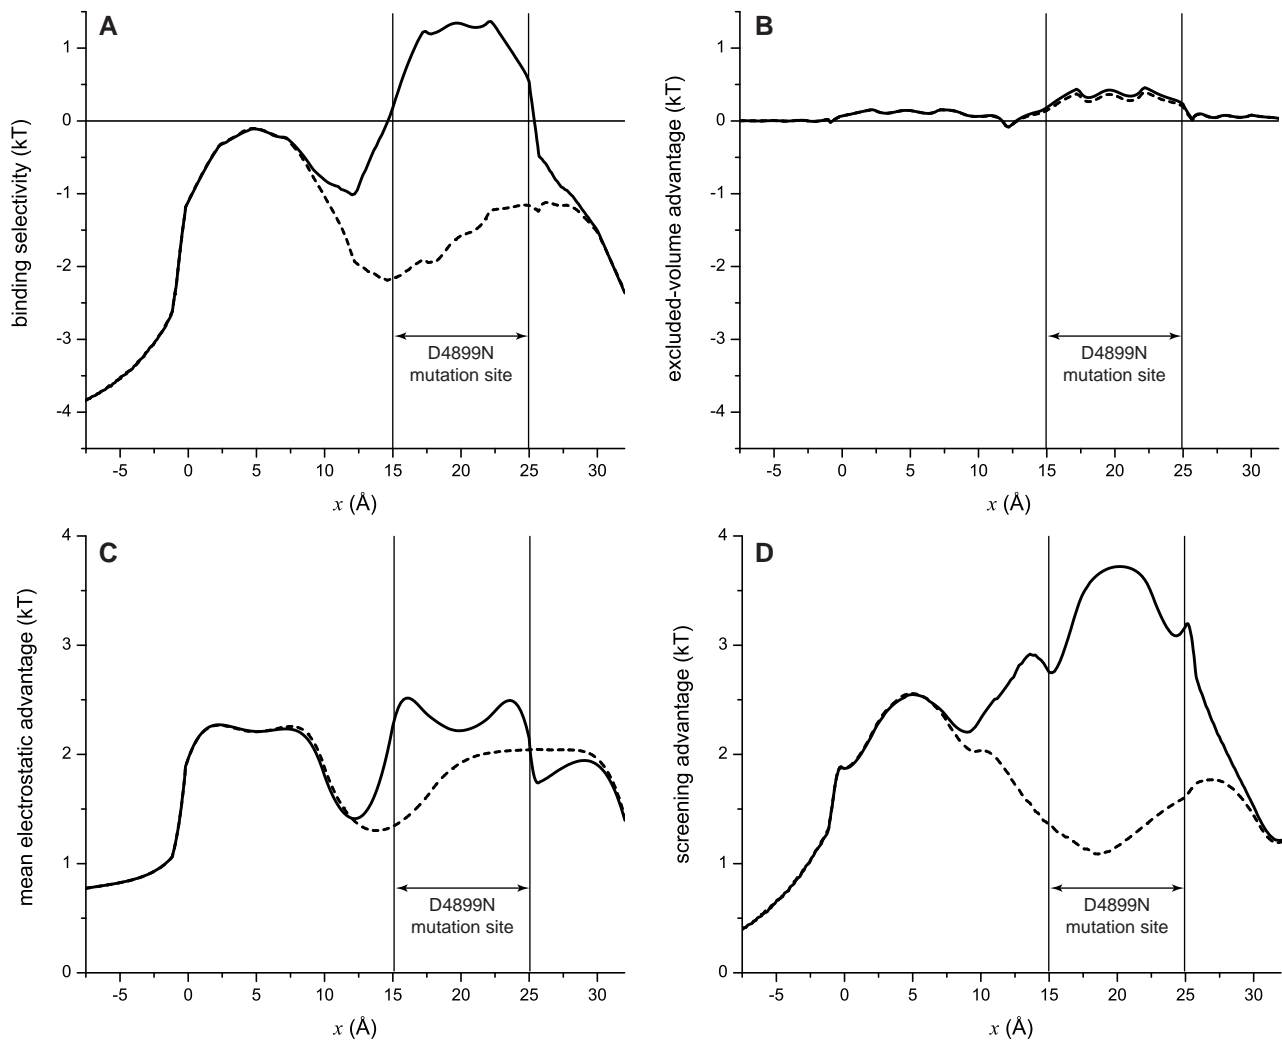 A
binding selectivity (kT)
1
0
-1
-2
-3
-4
D4899N
mutation site
-5 0 5 10 15 20 25 30
x (Å)
B
excluded-volume advantage (kT)
1
0
-1
-2
-3
-4
D4899N
mutation site
-5 0 5 10 15 20 25 30
x (Å)
C
mean electrostatic advantage (kT)
4
3
2
1
0
D4899N
mutation site
-5 0 5 10 15 20 25 30
x (Å)
D
screening advantage (kT)
4
3
2
1
0
D4899N
mutation site
-5 0 5 10 15 20 25 30
x (Å)